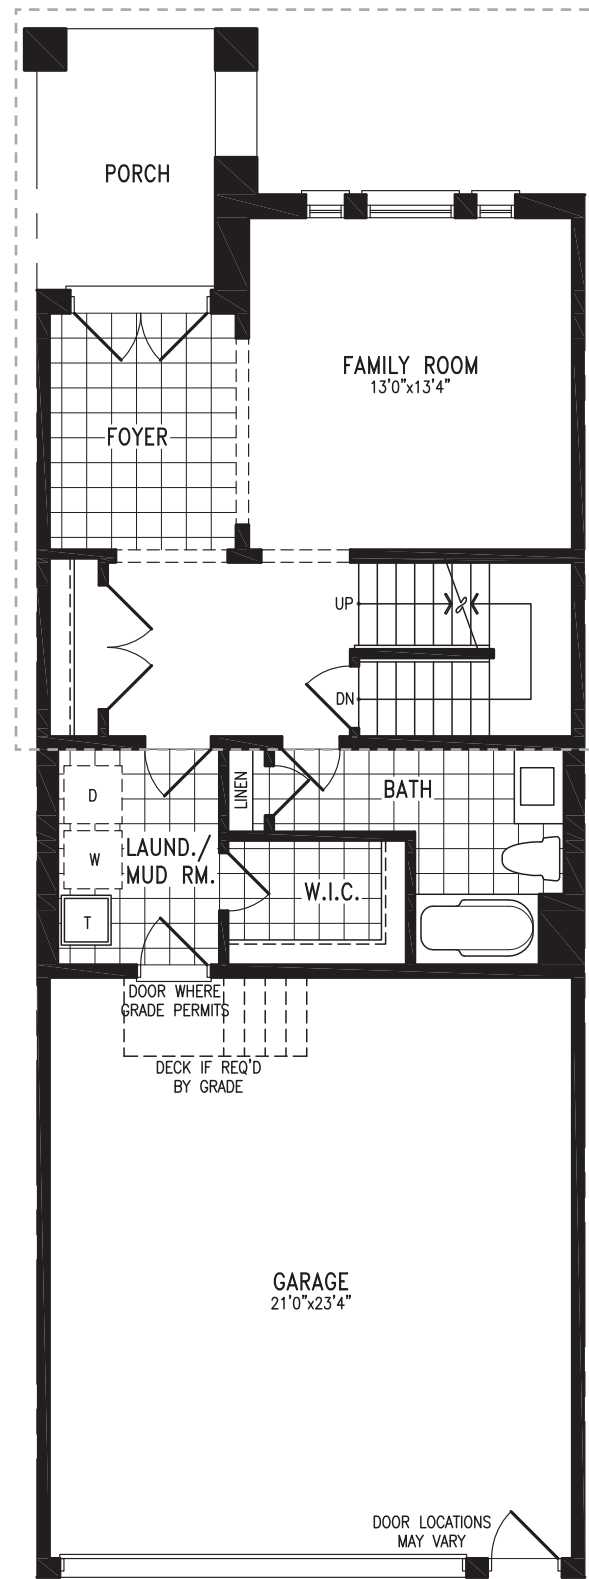 PORCH
FAMILY ROOM
13'0"x13'4"
FOYER
UP
DN
D
LINEN
BATH
W
LAUND./
MUD RM.
W.I.C.
T
DOOR WHERE
GRADE PERMITS
DECK IF REQ'D
BY GRADE
GARAGE
21'0"x23'4"
DOOR LOCATIONS
MAY VARY